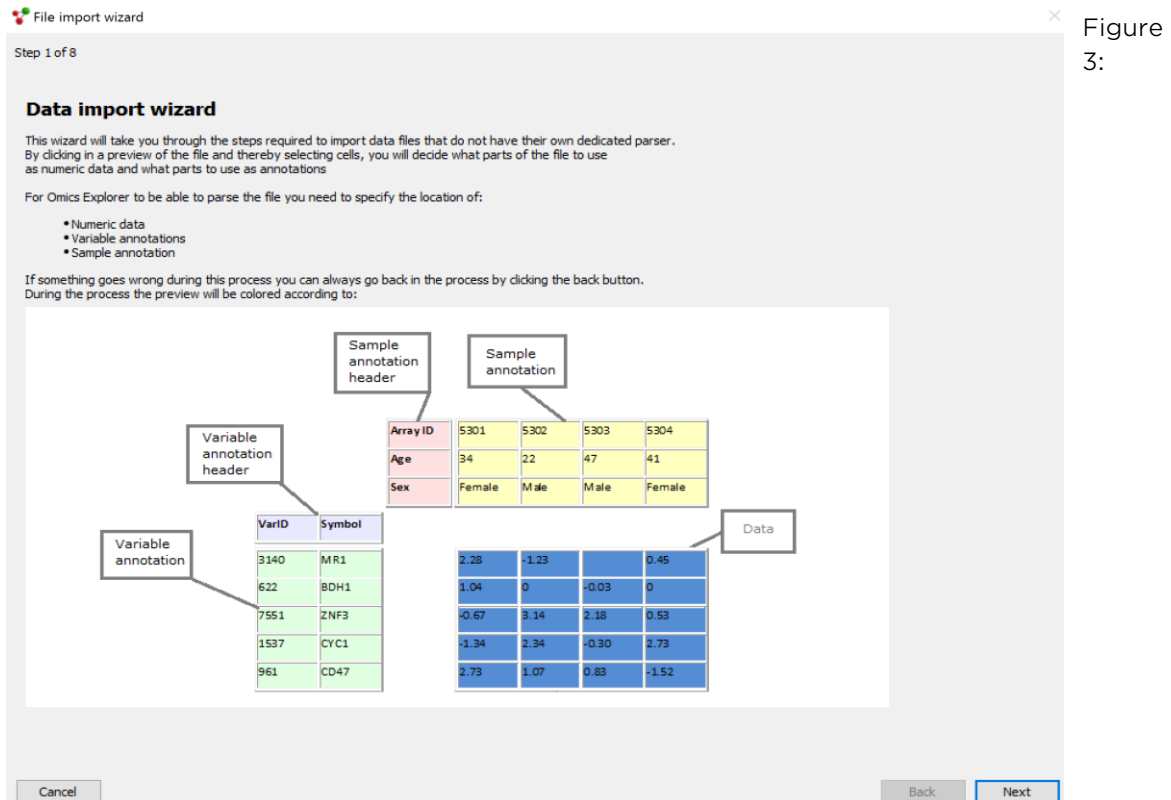 File import wizard
Figure
3:
Step 1 of 8
Data import wizard
This wizard will take you through the steps required to import data files that do not have their own dedicated parser.
By clicking in a preview of the file and thereby selecting cells, you will decide what parts of the file to use
as numeric data and what parts to use as annotations
For Omics Explorer to be able to parse the file you need to specify the location of:
• Numeric data
• Variable annotations
• Sample annotation
If something goes wrong during this process you can always go back in the process by clicking the back button.
During the process the preview will be colored according to:
Sample
annotation
header
Sample
annotation
Array ID 5301 5302 5303 5304
Age 34 22 47 41
Sex Female Male Male Female
Variable
annotation
header
VarID Symbol
Data
Variable
annotation
3140 MR1 2.28 -1.23 0.45
622 BDH1 1.04 0 -0.03 0
7551 ZNF3 -0.67 3.14 2.18 0.53
1537 CYC1 -1.34 2.34 -0.30 2.73
961 CD47 2.73 1.07 0.83 -1.52
Cancel Back Next